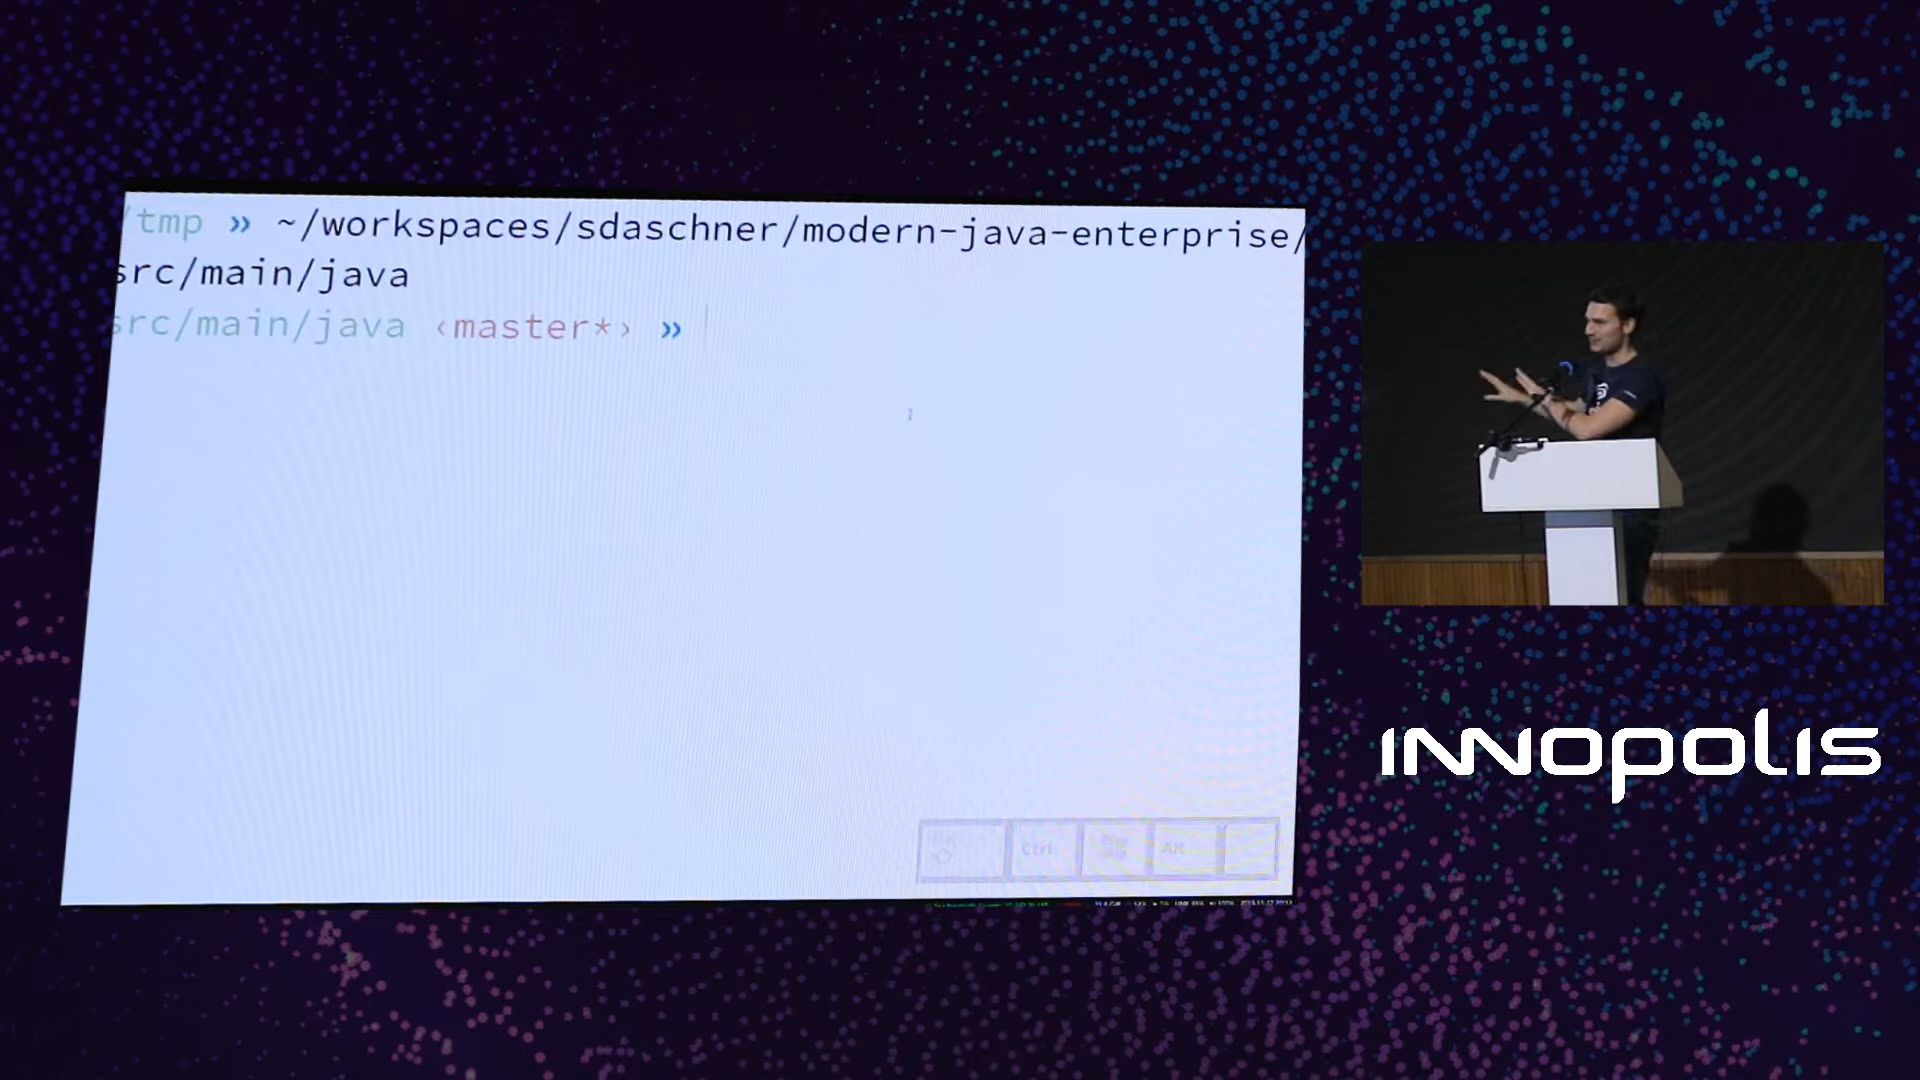 /tmp » ~/workspaces/sdaschner/modern-java-enterprise/
src/main/java
src/main/java ‹master*› »
Ctrl
Alt
INNOPOLIS